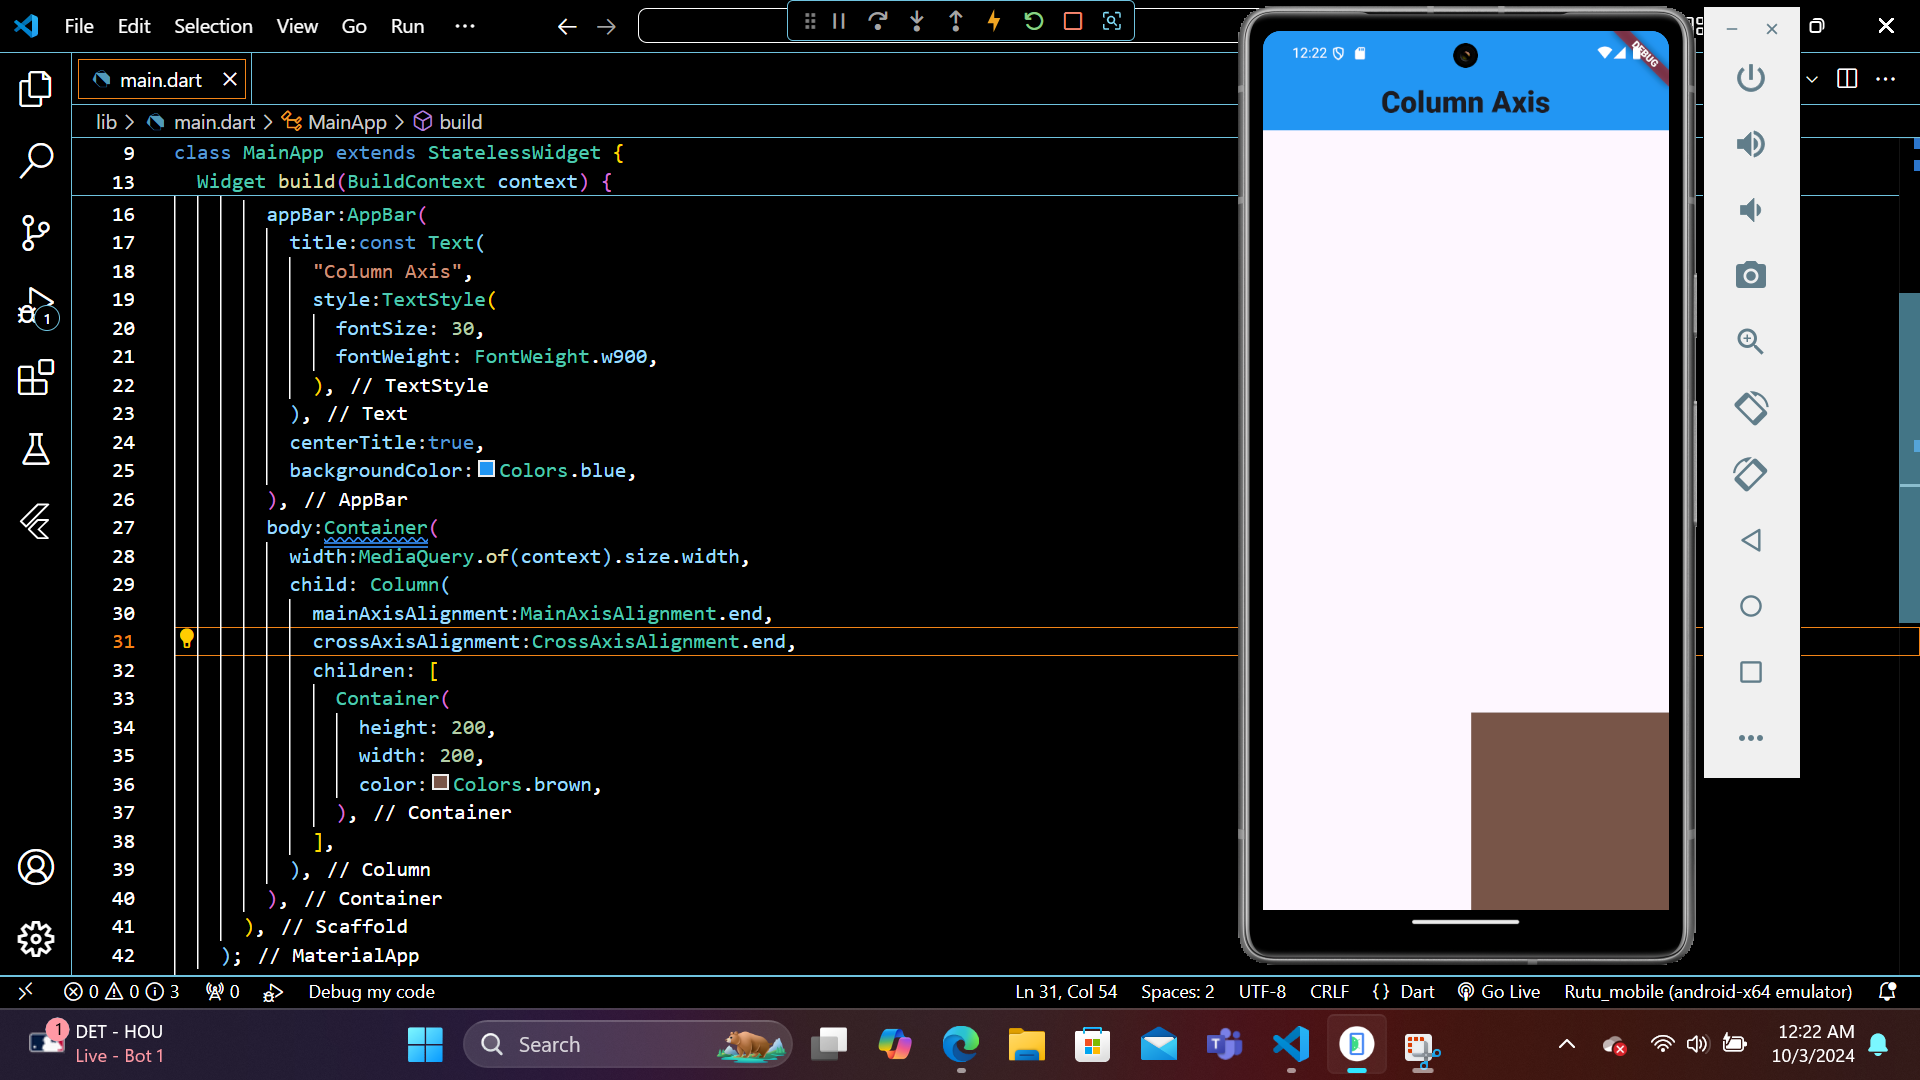 File Edit Selection View Go Run ···
main.dart
lib > main.dart > MainApp > build
9 class MainApp extends StatelessWidget {
13 Widget build(BuildContext context) {
16 appBar:AppBar(
17 title:const Text(
18 "Column Axis",
19 style:TextStyle(
20 fontSize: 30,
21 fontWeight: FontWeight.w900,
22 ), // TextStyle
23 ), // Text
24 centerTitle:true,
25 backgroundColor:Colors.blue,
26 ), // AppBar
27 body:Container(
28 width:MediaQuery.of(context).size.width,
29 child: Column(
30 mainAxisAlignment:MainAxisAlignment.end,
31 crossAxisAlignment:CrossAxisAlignment.end,
32 children: [
33 Container(
34 height: 200,
35 width: 200,
36 color:Colors.brown,
37 ), // Container
38 ],
39 ), // Column
40 ), // Container
41 ), // Scaffold
42 ); // MaterialApp
1
12:22
DEBUG
Column Axis
0 0 3 0 Debug my code Ln 31, Col 54 Spaces: 2 UTF-8 CRLF {} Dart Go Live Rutu_mobile (android-x64 emulator)
1
DET - HOU
Live - Bot 1
Search
12:22 AM
10/3/2024